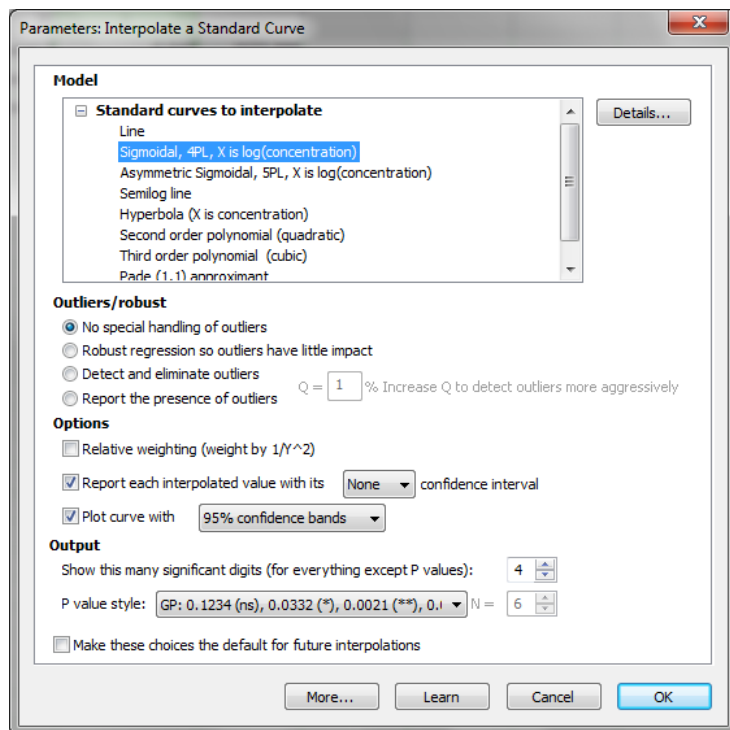 Parameters: Interpolate a Standard Curve
X
Model
Standard curves to interpolate
Details...
Line
Sigmoidal, 4PL, X is log(concentration)
Asymmetric Sigmoidal, 5PL, X is log(concentration)
Semilog line
Hyperbola (X is concentration)
Second order polynomial (quadratic)
Third order polynomial (cubic)
Pade (1,1) approximant
Outliers/robust
No special handling of outliers
Robust regression so outliers have little impact
Detect and eliminate outliers
Q = 1 % Increase Q to detect outliers more aggressively
Report the presence of outliers
Options
Relative weighting (weight by 1/Y^2)
Report each interpolated value with its None confidence interval
Plot curve with 95% confidence bands
Output
Show this many significant digits (for everything except P values): 4
P value style: GP: 0.1234 (ns), 0.0332 (*), 0.0021 (**), 0.( N = 6
Make these choices the default for future interpolations
More... Learn Cancel OK